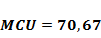 MCU = 70,67